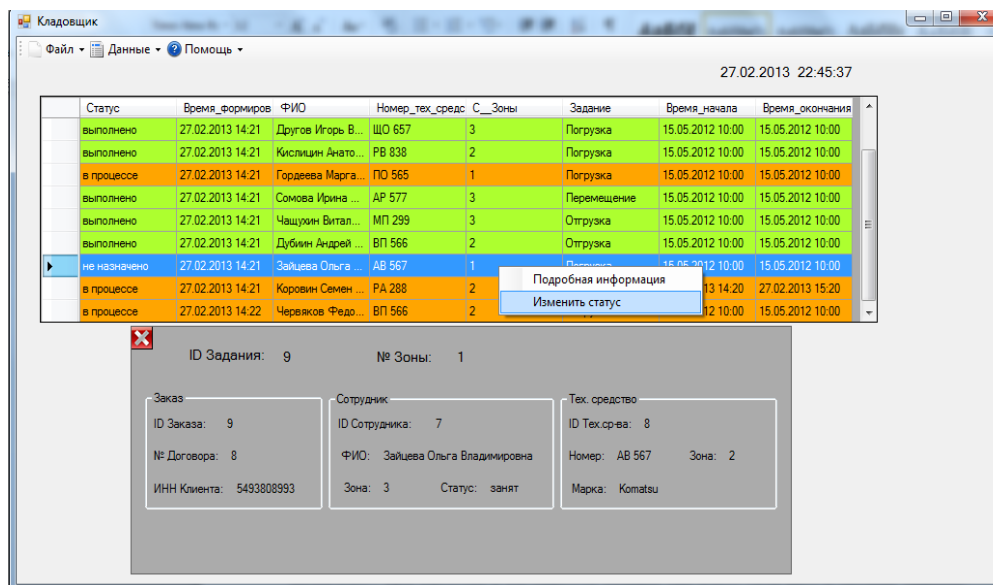 Кладовщик
Файл Данные Помощь
27.02.2013 22:45:37
Статус Время_формиров ФИО Номер_тех_средс С__Зоны Задание Время_начала Время_окончания
выполнено 27.02.2013 14:21 Другов Игорь В... ЩО 657 3 Погрузка 15.05.2012 10:00 15.05.2012 10:00
выполнено 27.02.2013 14:21 Кислицин Анато... РВ 838 2 Погрузка 15.05.2012 10:00 15.05.2012 10:00
в процессе 27.02.2013 14:21 Гордеева Марга... ПО 565 1 Погрузка 15.05.2012 10:00 15.05.2012 10:00
выполнено 27.02.2013 14:21 Сомова Ирина ... АР 577 3 Перемещение 15.05.2012 10:00 15.05.2012 10:00
выполнено 27.02.2013 14:21 Чащухин Витал... МП 299 3 Отгрузка 15.05.2012 10:00 15.05.2012 10:00
выполнено 27.02.2013 14:21 Дубиин Андрей ... ВП 566 2 Отгрузка 15.05.2012 10:00 15.05.2012 10:00
не назначено 27.02.2013 14:21 Зайцева Ольга ... АВ 567 1 15.05.2012 10:00 15.05.2012 10:00
Подробная информация
в процессе 27.02.2013 14:21 Коровин Семен ... РА 288 2 13 14:20 27.02.2013 15:20
Изменить статус
в процессе 27.02.2013 14:22 Червяков Федо... ВП 566 2 12 10:00 15.05.2012 10:00
ID Задания: 9 № Зоны: 1
Заказ Сотрудник Тех. средство
ID Заказа: 9 ID Сотрудника: 7 ID Тех.ср-ва: 8
№ Договора: 8 ФИО: Зайцева Ольга Владимировна Номер: АВ 567 Зона: 2
ИНН Клиента: 5493808993 Зона: 3 Статус: занят Марка: Komatsu